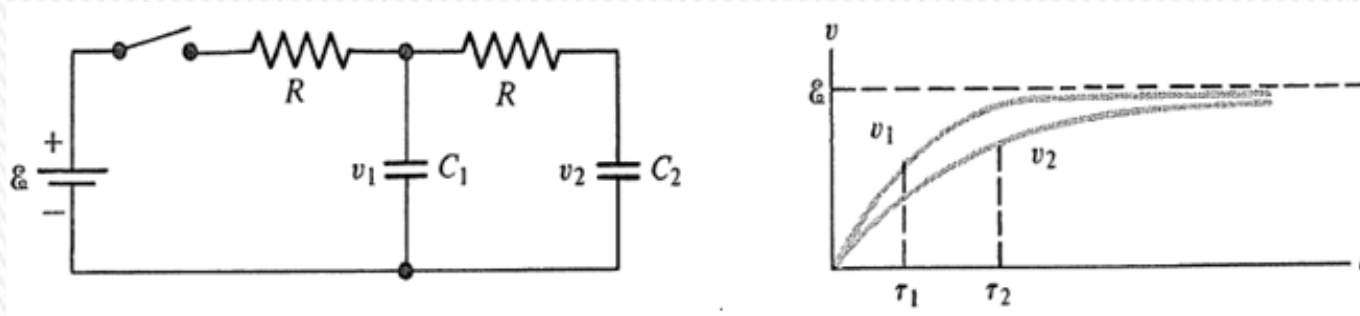 R
R
+
ℰ
−
v₁
C₁
v₂
C₂
v
ℰ
v₁
v₂
τ₁
τ₂